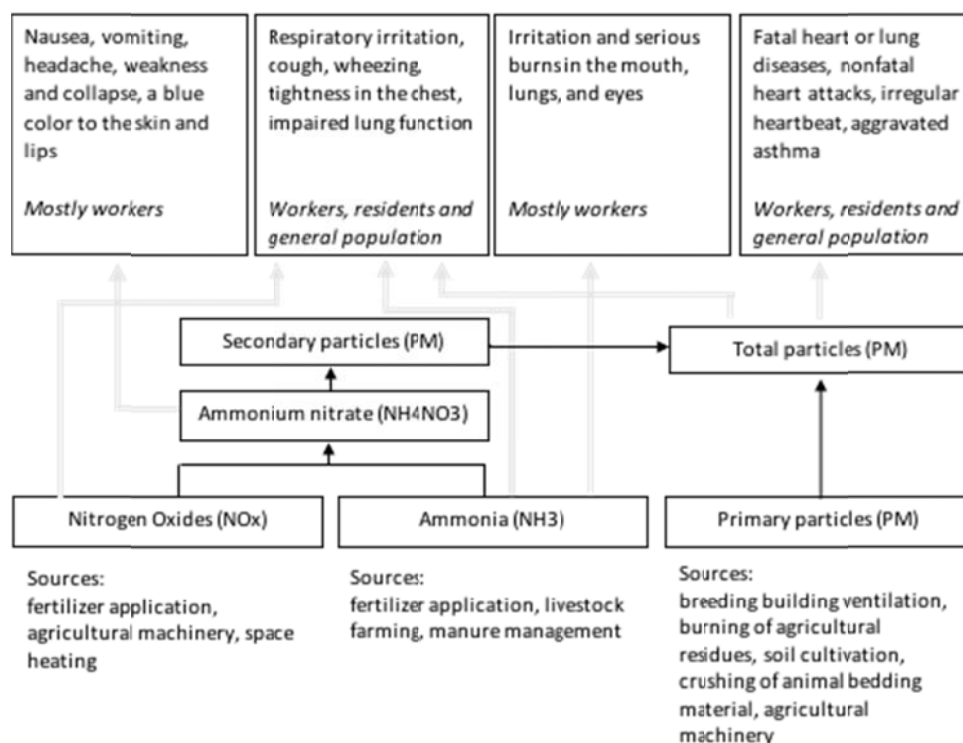 Nausea, vomiting,
headache, weakness
and collapse, a blue
color to the skin and
lips
Mostly workers
Respiratory irritation,
cough, wheezing,
tightness in the chest,
impaired lung function
Workers, residents and
general population
Irritation and serious
burns in the mouth,
lungs, and eyes
Mostly workers
Fatal heart or lung
diseases, nonfatal
heart attacks, irregular
heartbeat, aggravated
asthma
Workers, residents and
general population
Secondary particles (PM)
Total particles (PM)
Ammonium nitrate (NH4NO3)
Nitrogen Oxides (NOx)
Ammonia (NH3)
Primary particles (PM)
Sources:
fertilizer application,
agricultural machinery, space
heating
Sources:
fertilizer application, livestock
farming, manure management
Sources:
breeding building ventilation,
burning of agricultural
residues, soil cultivation,
crushing of animal bedding
material, agricultural
machinery